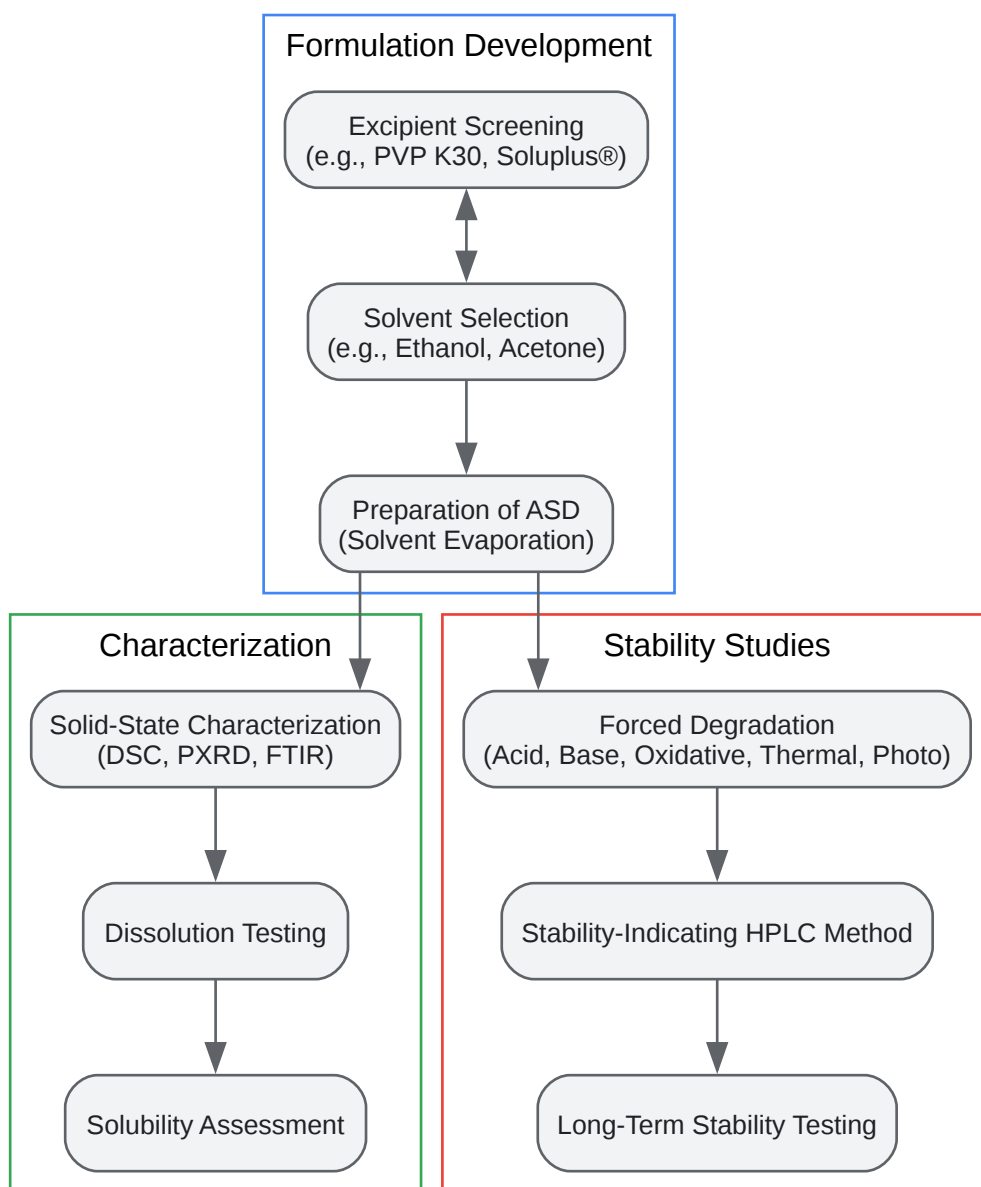 Formulation Development
Excipient Screening
(e.g., PVP K30, Soluplus®)
Solvent Selection
(e.g., Ethanol, Acetone)
Preparation of ASD
(Solvent Evaporation)
Characterization
Solid-State Characterization
(DSC, PXRD, FTIR)
Dissolution Testing
Solubility Assessment
Stability Studies
Forced Degradation
(Acid, Base, Oxidative, Thermal, Photo)
Stability-Indicating HPLC Method
Long-Term Stability Testing